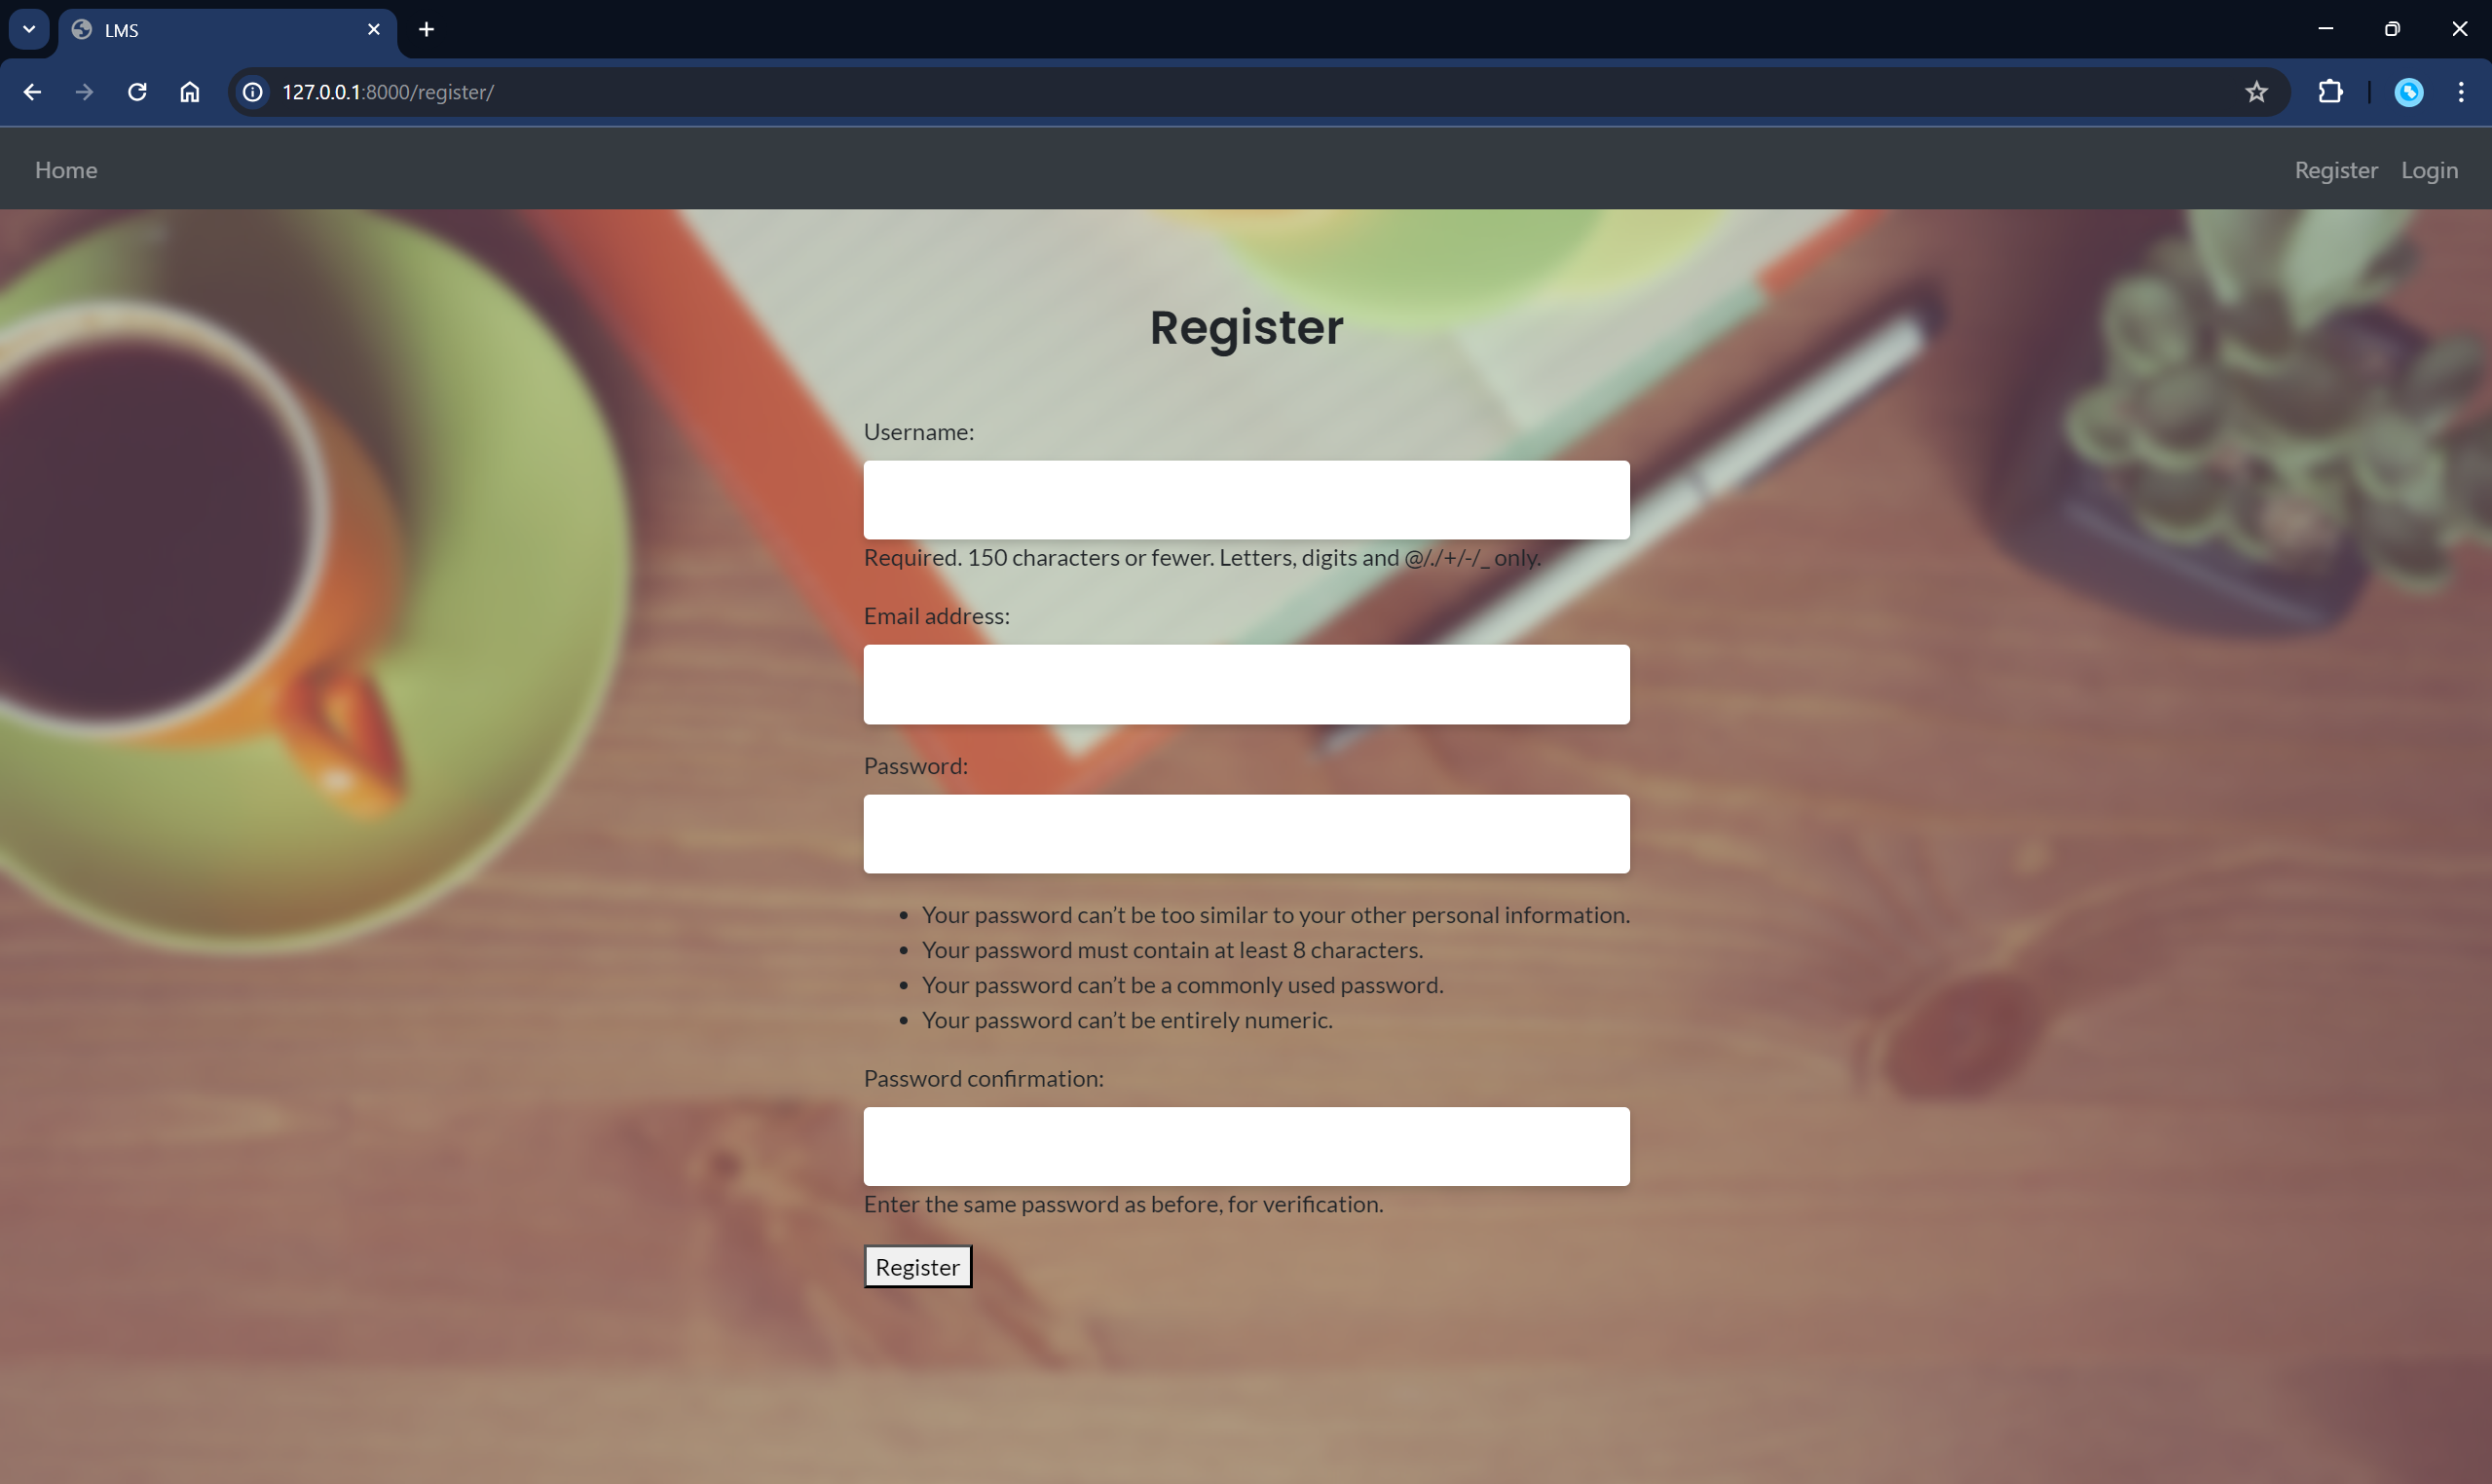 LMS
127.0.0.1:8000/register/
Home
Register
Login
Register
Username:
Required. 150 characters or fewer. Letters, digits and @/./+/-/_ only.
Email address:
Password:
Your password can’t be too similar to your other personal information.
Your password must contain at least 8 characters.
Your password can’t be a commonly used password.
Your password can’t be entirely numeric.
Password confirmation:
Enter the same password as before, for verification.
Register